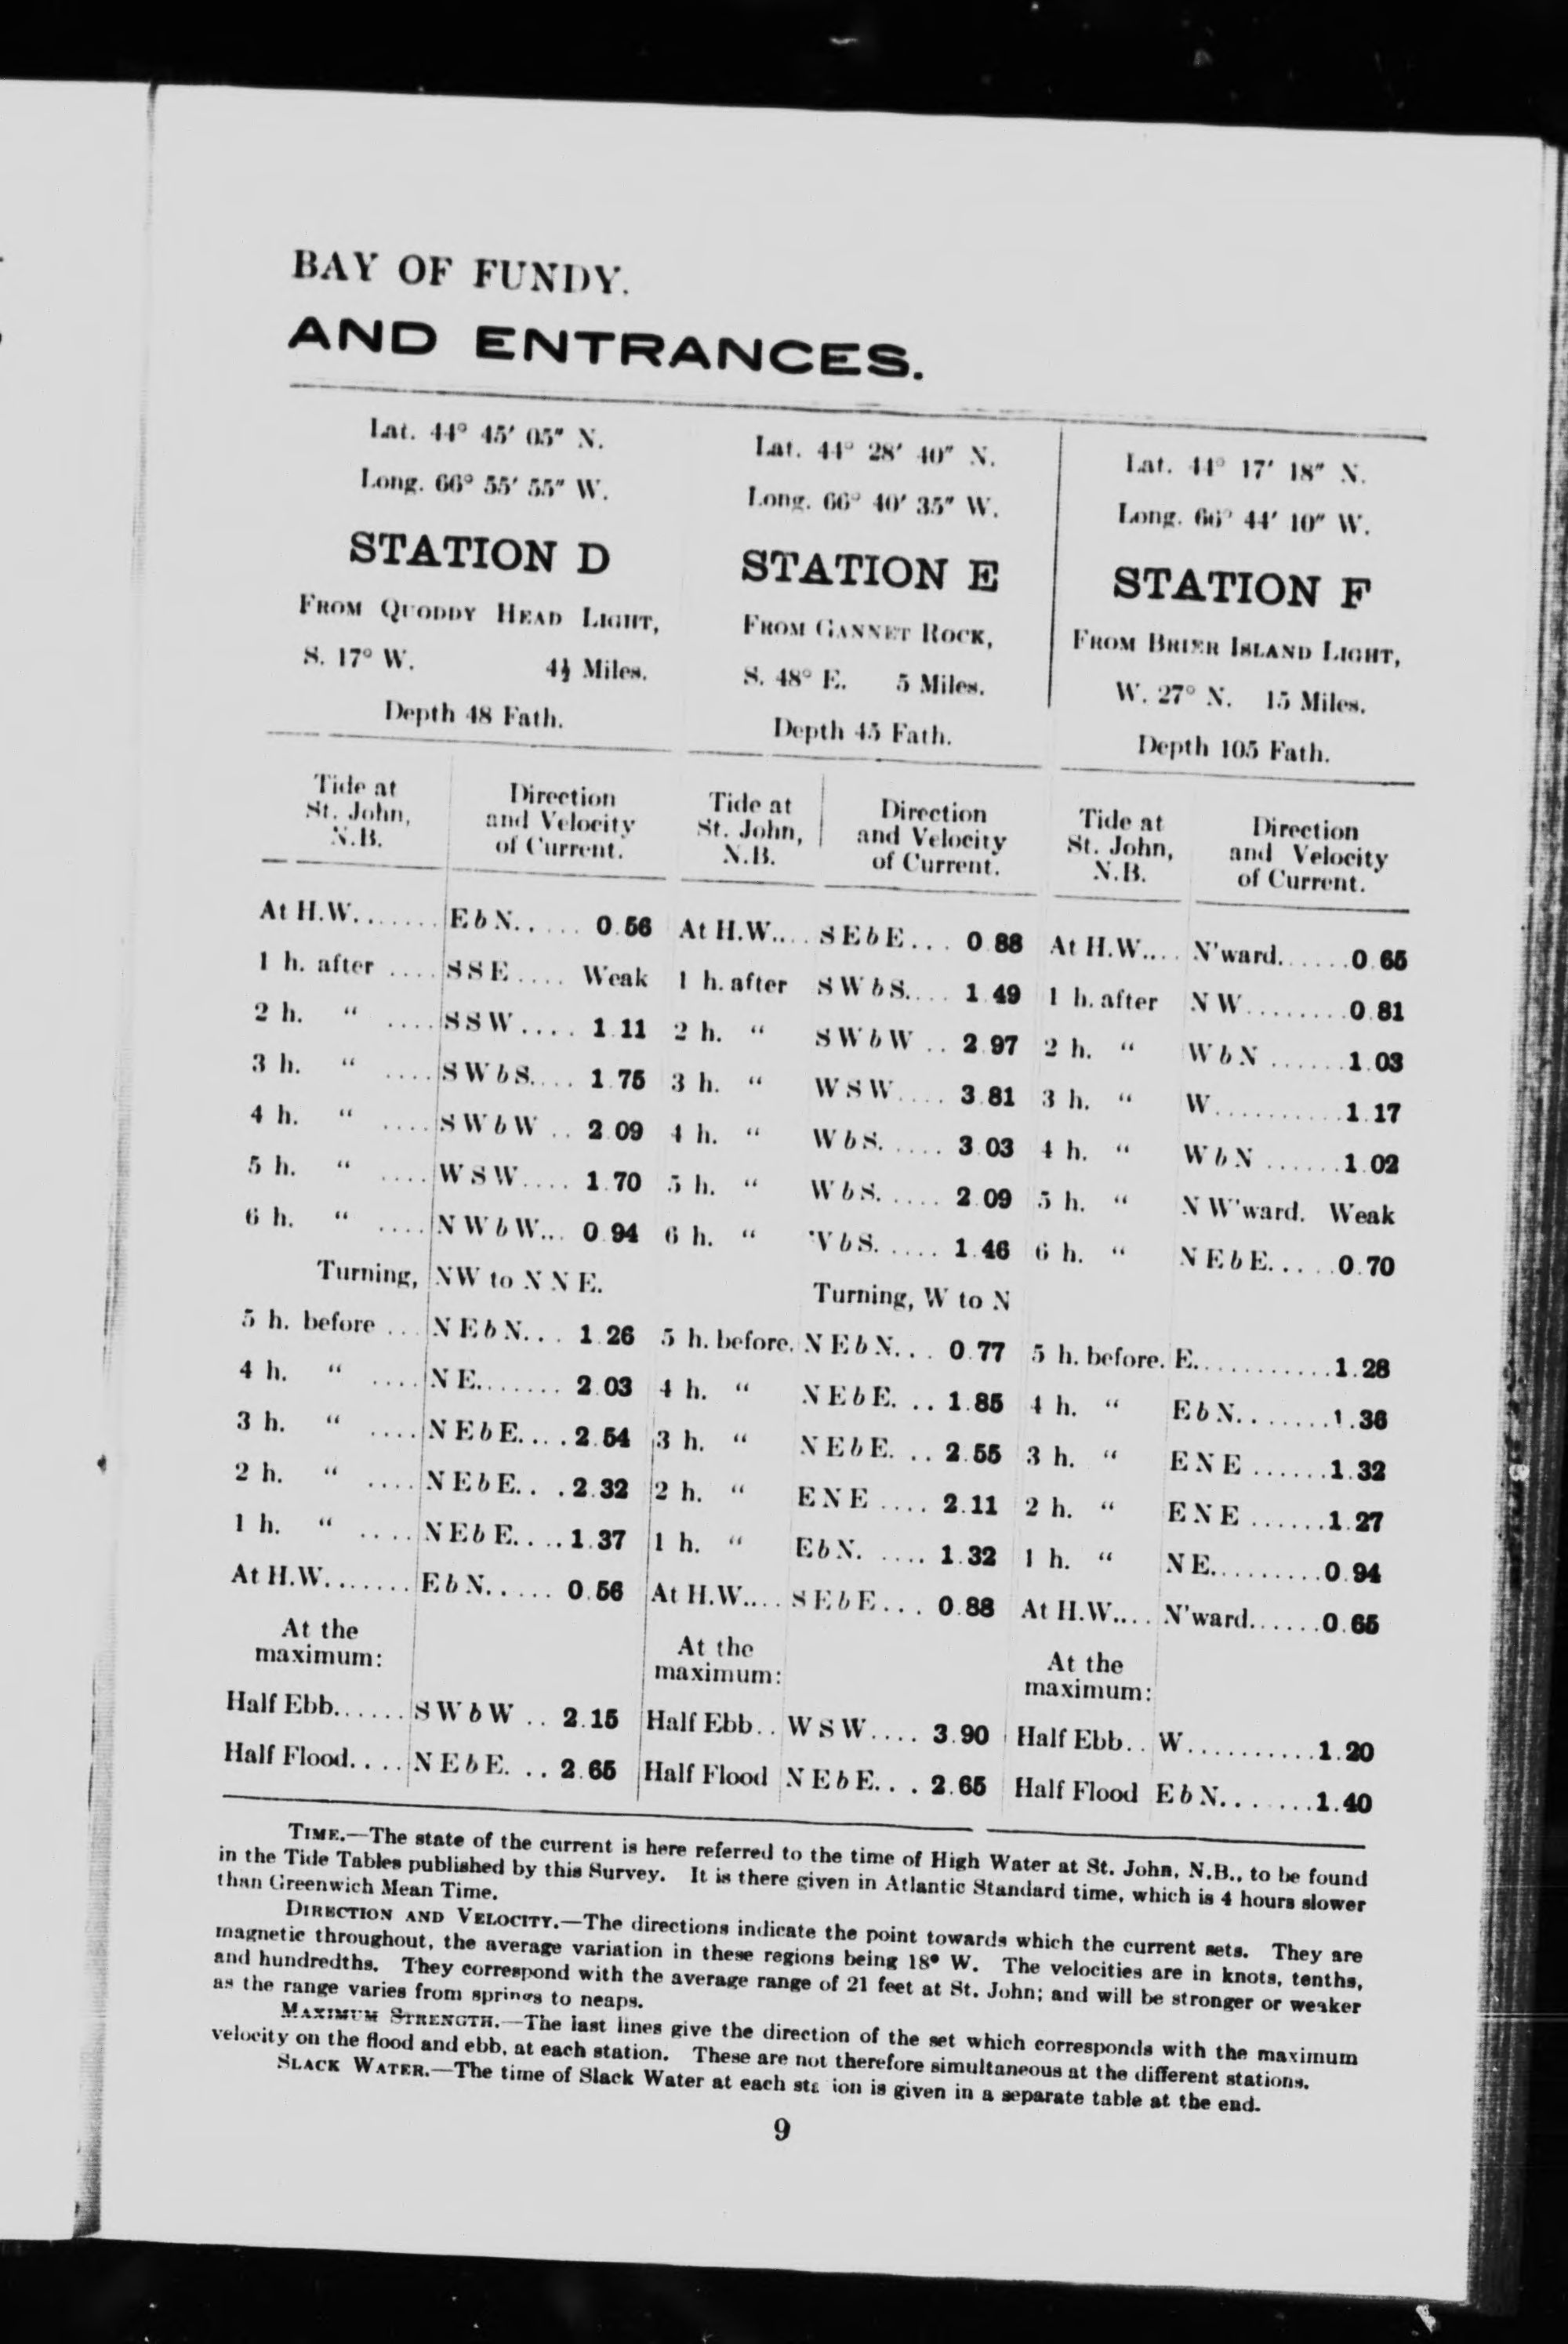 BAY OF FUNDY.
AND ENTRANCES.
Lat. 44° 45′ 05″ N.
Long. 66° 55′ 55″ W.
STATION D
FROM QUODDY HEAD LIGHT,
S. 17° W. 4½ Miles.
Depth 48 Fath.
Lat. 44° 28′ 40″ N.
Long. 66° 40′ 35″ W.
STATION E
FROM GANNET ROCK,
S. 48° E. 5 Miles.
Depth 45 Fath.
Lat. 44° 17′ 18″ N.
Long. 66° 44′ 10″ W.
STATION F
FROM BRIER ISLAND LIGHT,
W. 27° N. 15 Miles.
Depth 105 Fath.
Tide at
St. John,
N.B.
Direction
and Velocity
of Current.
Tide at
St. John,
N.B.
Direction
and Velocity
of Current.
Tide at
St. John,
N.B.
Direction
and Velocity
of Current.
At H.W....... E b N...... 0.56 At H.W.... S E b E... 0.88 At H.W.... N'ward......0.65
1 h. after .... S S E .... Weak 1 h. after S W b S.... 1.49 1 h. after N W........0.81
2 h. “ .... S S W.... 1.11 2 h. “ S W b W .. 2.97 2 h. “ W b N ......1.03
3 h. “ .... S W b S.... 1.75 3 h. “ W S W.... 3.81 3 h. “ W..........1.17
4 h. “ .... S W b W .. 2.09 4 h. “ W b S...... 3.03 4 h. “ W b N ......1.02
5 h. “ .... W S W.... 1.70 5 h. “ W b S...... 2.09 5 h. “ N W'ward. Weak
6 h. “ .... N W b W... 0.94 6 h. “ W b S...... 1.46 6 h. “ N E b E.....0.70
Turning, NW to N N E. Turning, W to N
5 h. before ... N E b N... 1.26 5 h. before. N E b N... 0.77 5 h. before. E...........1.28
4 h. “ .... N E....... 2.03 4 h. “ N E b E. .. 1.85 4 h. “ E b N.......1.36
3 h. “ .... N E b E....2.54 3 h. “ N E b E. .. 2.55 3 h. “ E N E ......1.32
2 h. “ .... N E b E.. .2.32 2 h. “ E N E .... 2.11 2 h. “ E N E ......1.27
1 h. “ .... N E b E....1.37 1 h. “ E b N. .... 1.32 1 h. “ N E.........0.94
At H.W....... E b N...... 0.56 At H.W.... S E b E... 0.88 At H.W.... N'ward......0.65
At the
maximum:
At the
maximum:
At the
maximum:
Half Ebb...... S W b W .. 2.15 Half Ebb.. W S W.... 3.90 Half Ebb.. W..........1.20
Half Flood.... N E b E. .. 2.65 Half Flood N E b E... 2.65 Half Flood E b N.......1.40
TIME.—The state of the current is here referred to the time of High Water at St. John, N.B., to be found
in the Tide Tables published by this Survey. It is there given in Atlantic Standard time, which is 4 hours slower
than Greenwich Mean Time.
DIRECTION AND VELOCITY.—The directions indicate the point towards which the current sets. They are
magnetic throughout, the average variation in these regions being 18° W. The velocities are in knots, tenths,
and hundredths. They correspond with the average range of 21 feet at St. John; and will be stronger or weaker
as the range varies from springs to neaps.
MAXIMUM STRENGTH.—The last lines give the direction of the set which corresponds with the maximum
velocity on the flood and ebb, at each station. These are not therefore simultaneous at the different stations.
SLACK WATER.—The time of Slack Water at each sta ion is given in a separate table at the end.
9